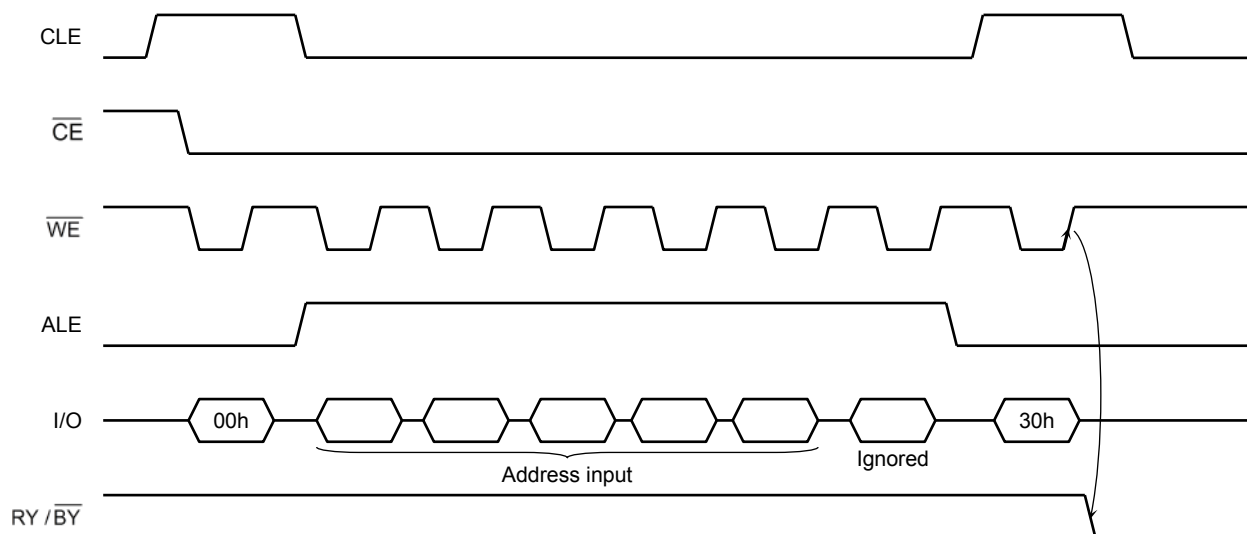 CLE
CE
WE
ALE
I/O 00h 30h
Address input Ignored
RY / BY